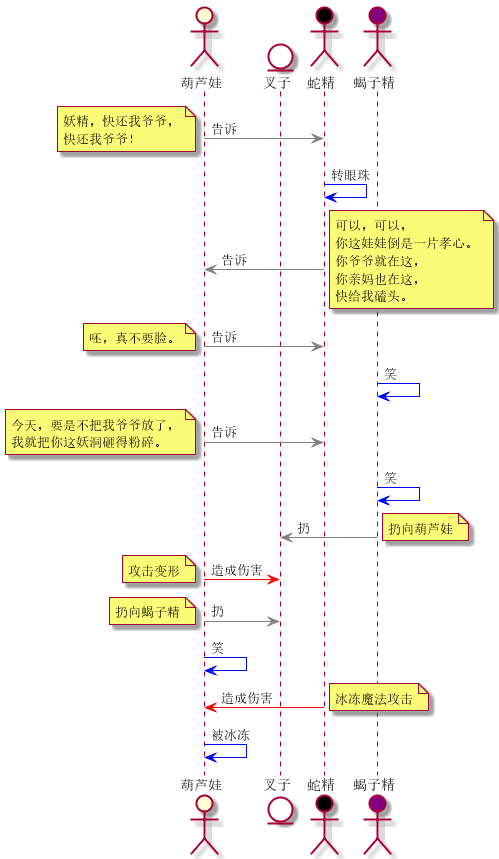 葫芦娃
叉子
蛇精
蝎子精
妖精，快还我爷爷，
快还我爷爷！
告诉
转眼珠
可以，可以，
你这娃娃倒是一片孝心。
你爷爷就在这，
你亲妈也在这，
快给我磕头。
告诉
呸，真不要脸。
告诉
笑
今天，要是不把我爷爷放了，
我就把你这妖洞砸得粉碎。
告诉
笑
扔
扔向葫芦娃
攻击变形
造成伤害
扔向蝎子精
扔
笑
造成伤害
冰冻魔法攻击
被冰冻
葫芦娃
叉子
蛇精
蝎子精